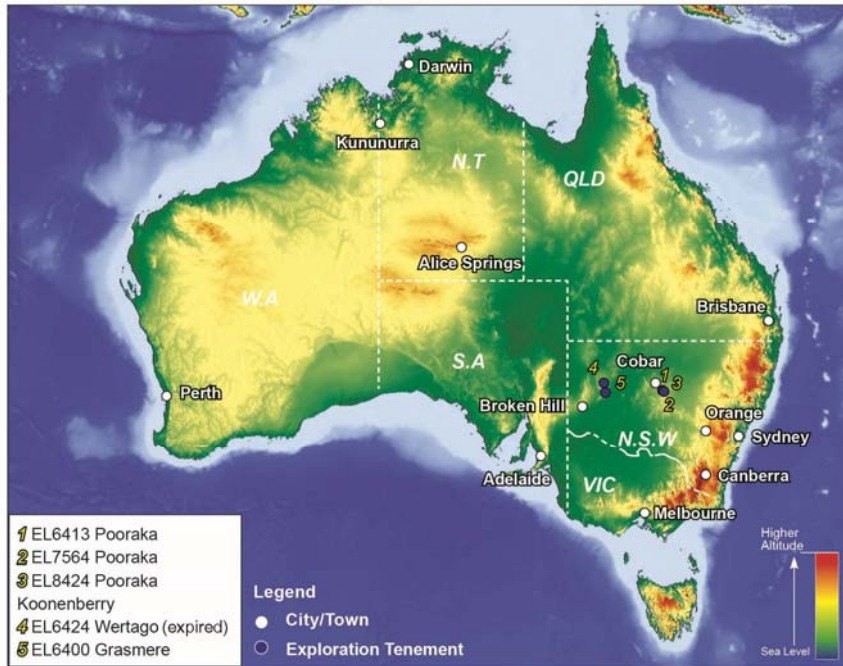 Darwin
Kununurra
N.T
QLD
Alice Springs
W.A
Brisbane
S.A
4
Cobar
5
1
3
Perth
2
Broken Hill
Orange
N.S.W
Sydney
Adelaide
Canberra
VIC
Melbourne
1 EL6413 Pooraka
2 EL7564 Pooraka
3 EL8424 Pooraka
Koonenberry
4 EL6424 Wertago (expired)
5 EL6400 Grasmere
Legend
City/Town
Exploration Tenement
Higher
Altitude
Sea Level